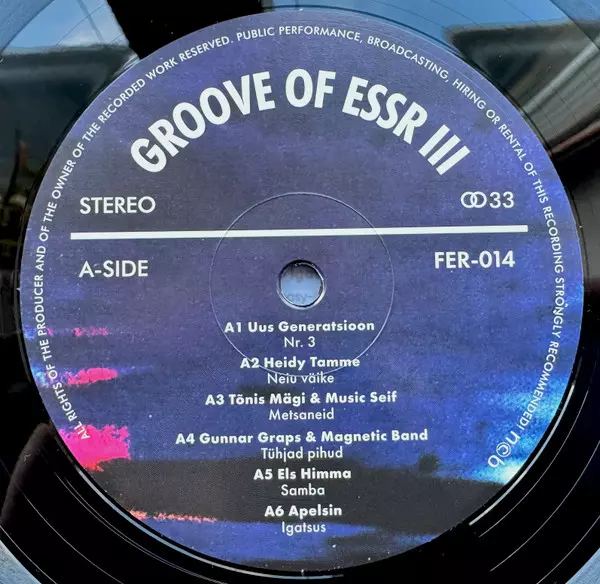 ALL RIGHTS OF THE PRODUCER AND OF THE OWNER OF THE RECORDED WORK RESERVED. PUBLIC PERFORMANCE, BROADCASTING, HIRING OR RENTAL OF THIS RECORDING STRONGLY RECOMMENDED! ncb
GROOVE OF ESSR III
STEREO
33
A-SIDE
FER-014
A1 Uus Generatsioon
Nr. 3
A2 Heidy Tamme
Neiu väike
A3 Tõnis Mägi & Music Seif
Metsaneid
A4 Gunnar Graps & Magnetic Band
Tühjad pihud
A5 Els Himma
Samba
A6 Apelsin
Igatsus